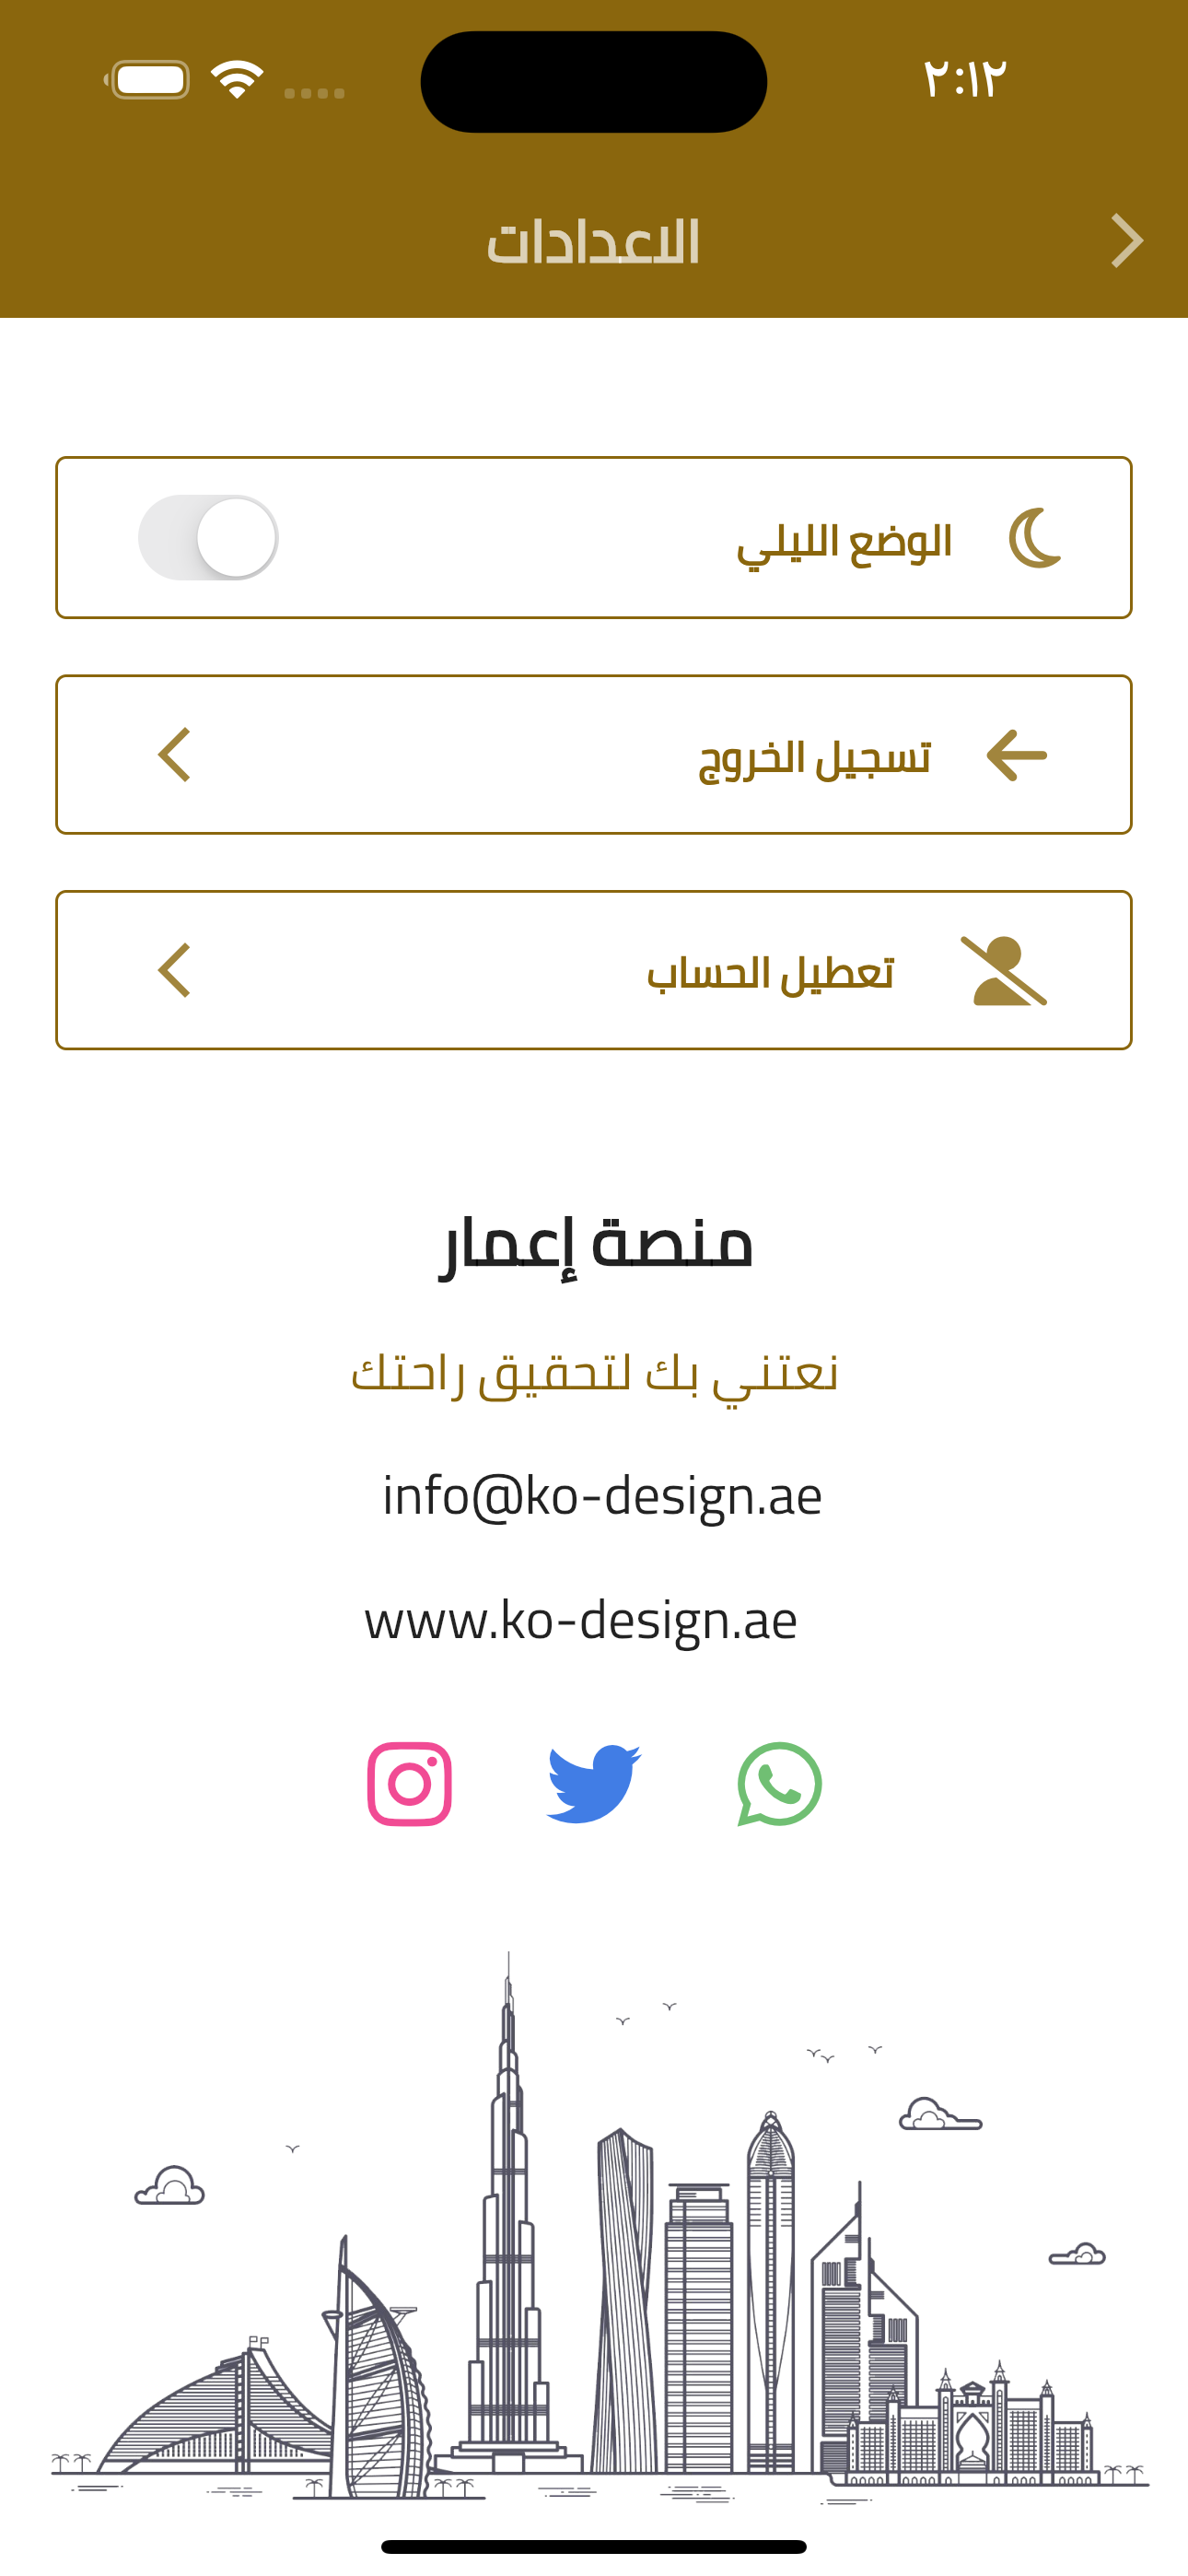 ٢:١٢
الاعدادات
الوضع الليلي
تسجيل الخروج
تعطيل الحساب
منصة إعمار
نعتني بك لتحقيق راحتك
info@ko-design.ae
www.ko-design.ae